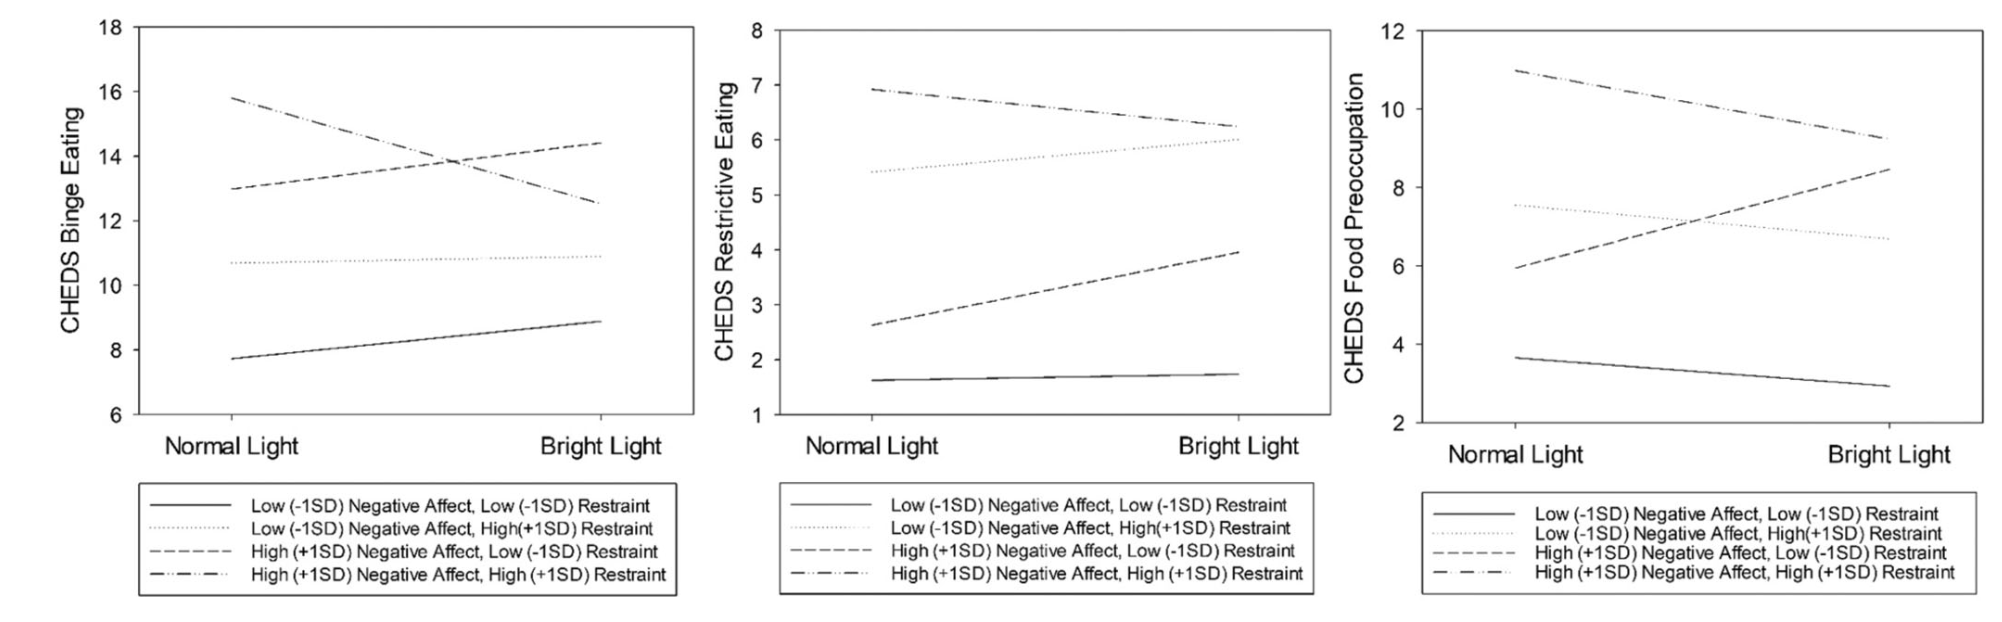 CHEDS Binge Eating
18
16
14
12
10
8
6
Normal Light
Bright Light
Low (-1SD) Negative Affect, Low (-1SD) Restraint
Low (-1SD) Negative Affect, High(+1SD) Restraint
High (+1SD) Negative Affect, Low (-1SD) Restraint
High (+1SD) Negative Affect, High (+1SD) Restraint
CHEDS Restrictive Eating
8
7
6
5
4
3
2
1
Normal Light
Bright Light
Low (-1SD) Negative Affect, Low (-1SD) Restraint
Low (-1SD) Negative Affect, High(+1SD) Restraint
High (+1SD) Negative Affect, Low (-1SD) Restraint
High (+1SD) Negative Affect, High (+1SD) Restraint
CHEDS Food Preoccupation
12
10
8
6
4
2
Normal Light
Bright Light
Low (-1SD) Negative Affect, Low (-1SD) Restraint
Low (-1SD) Negative Affect, High(+1SD) Restraint
High (+1SD) Negative Affect, Low (-1SD) Restraint
High (+1SD) Negative Affect, High (+1SD) Restraint